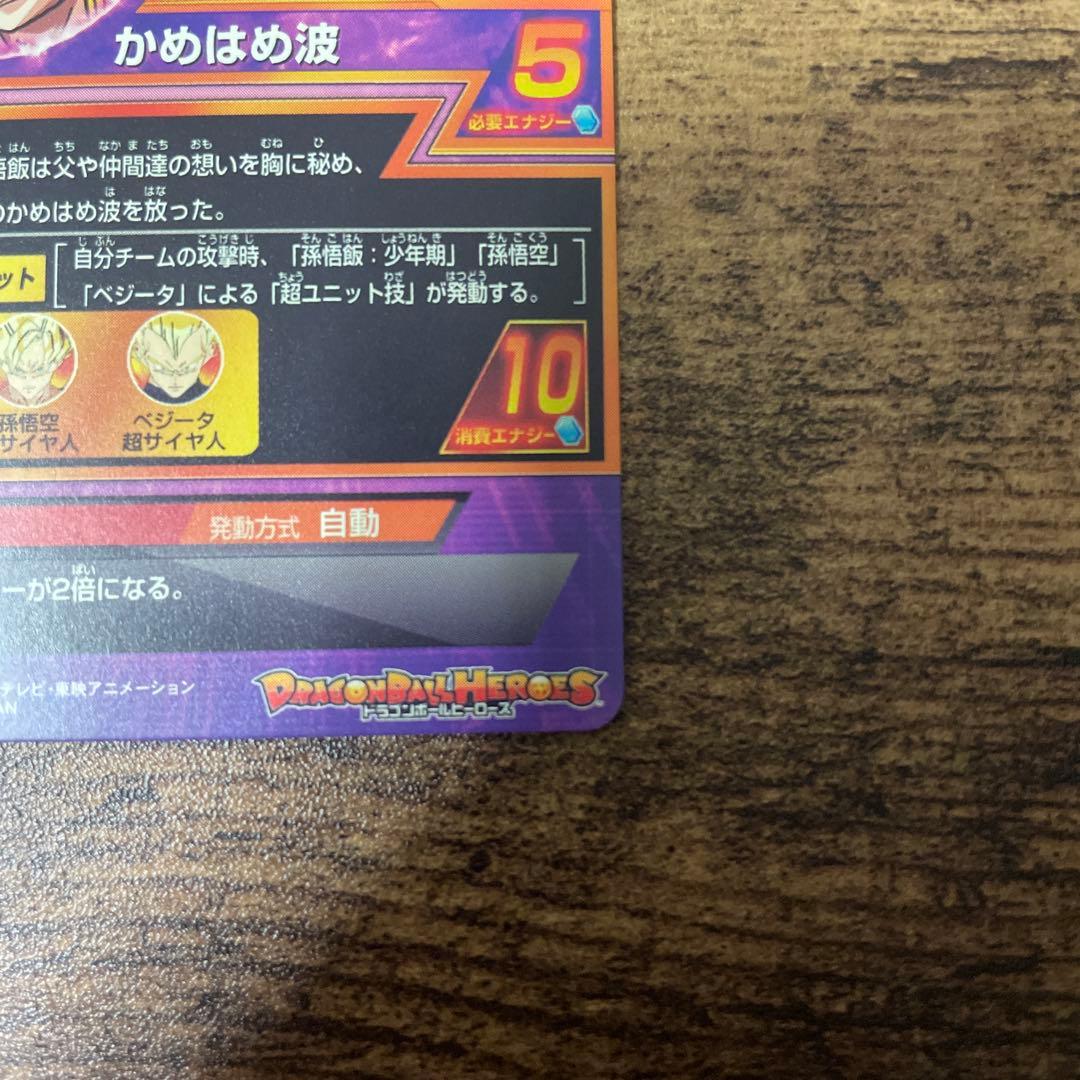 かめはめ波
5
必要エナジー
悟飯は父や仲間達の想いを胸に秘め、
のかめはめ波を放った。
自分チームの攻撃時、「孫悟飯：少年期」「孫悟空」
ット
「ベジータ」による「超ユニット技」が発動する。
10
消費エナジー
孫悟空
サイヤ人
ベジータ
超サイヤ人
発動方式 自動
ーが2倍になる。
テレビ・東映アニメーション
AN
DRAGONBALL HEROES
ドラゴンボールヒーローズ